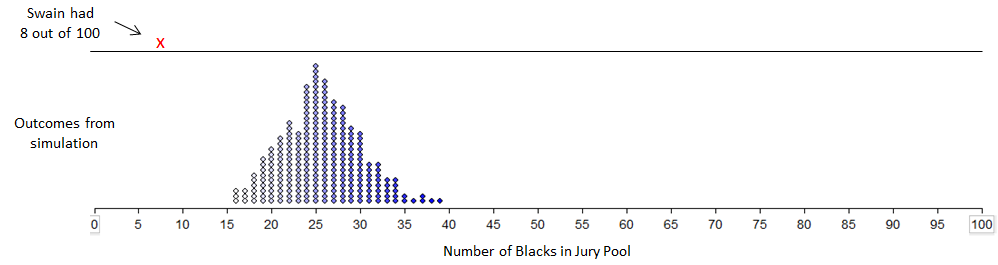 Swain had
8 out of 100
X
Outcomes from
simulation
0 5 10 15 20 25 30 35 40 45 50 55 60 65 70 75 80 85 90 95 100
Number of Blacks in Jury Pool